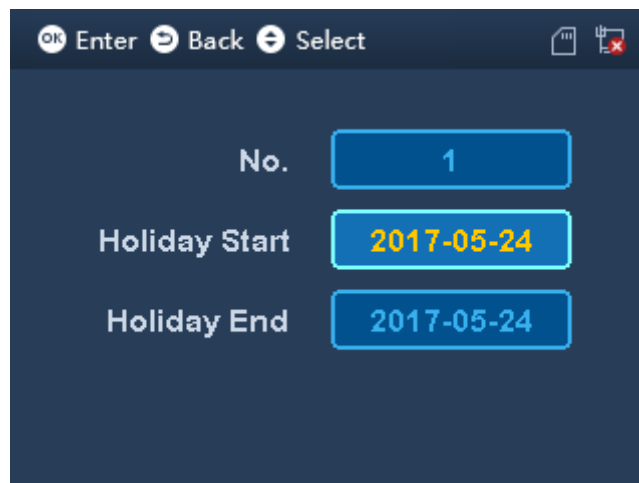 OK Enter Back Select
No. 1
Holiday Start 2017-05-24
Holiday End 2017-05-24